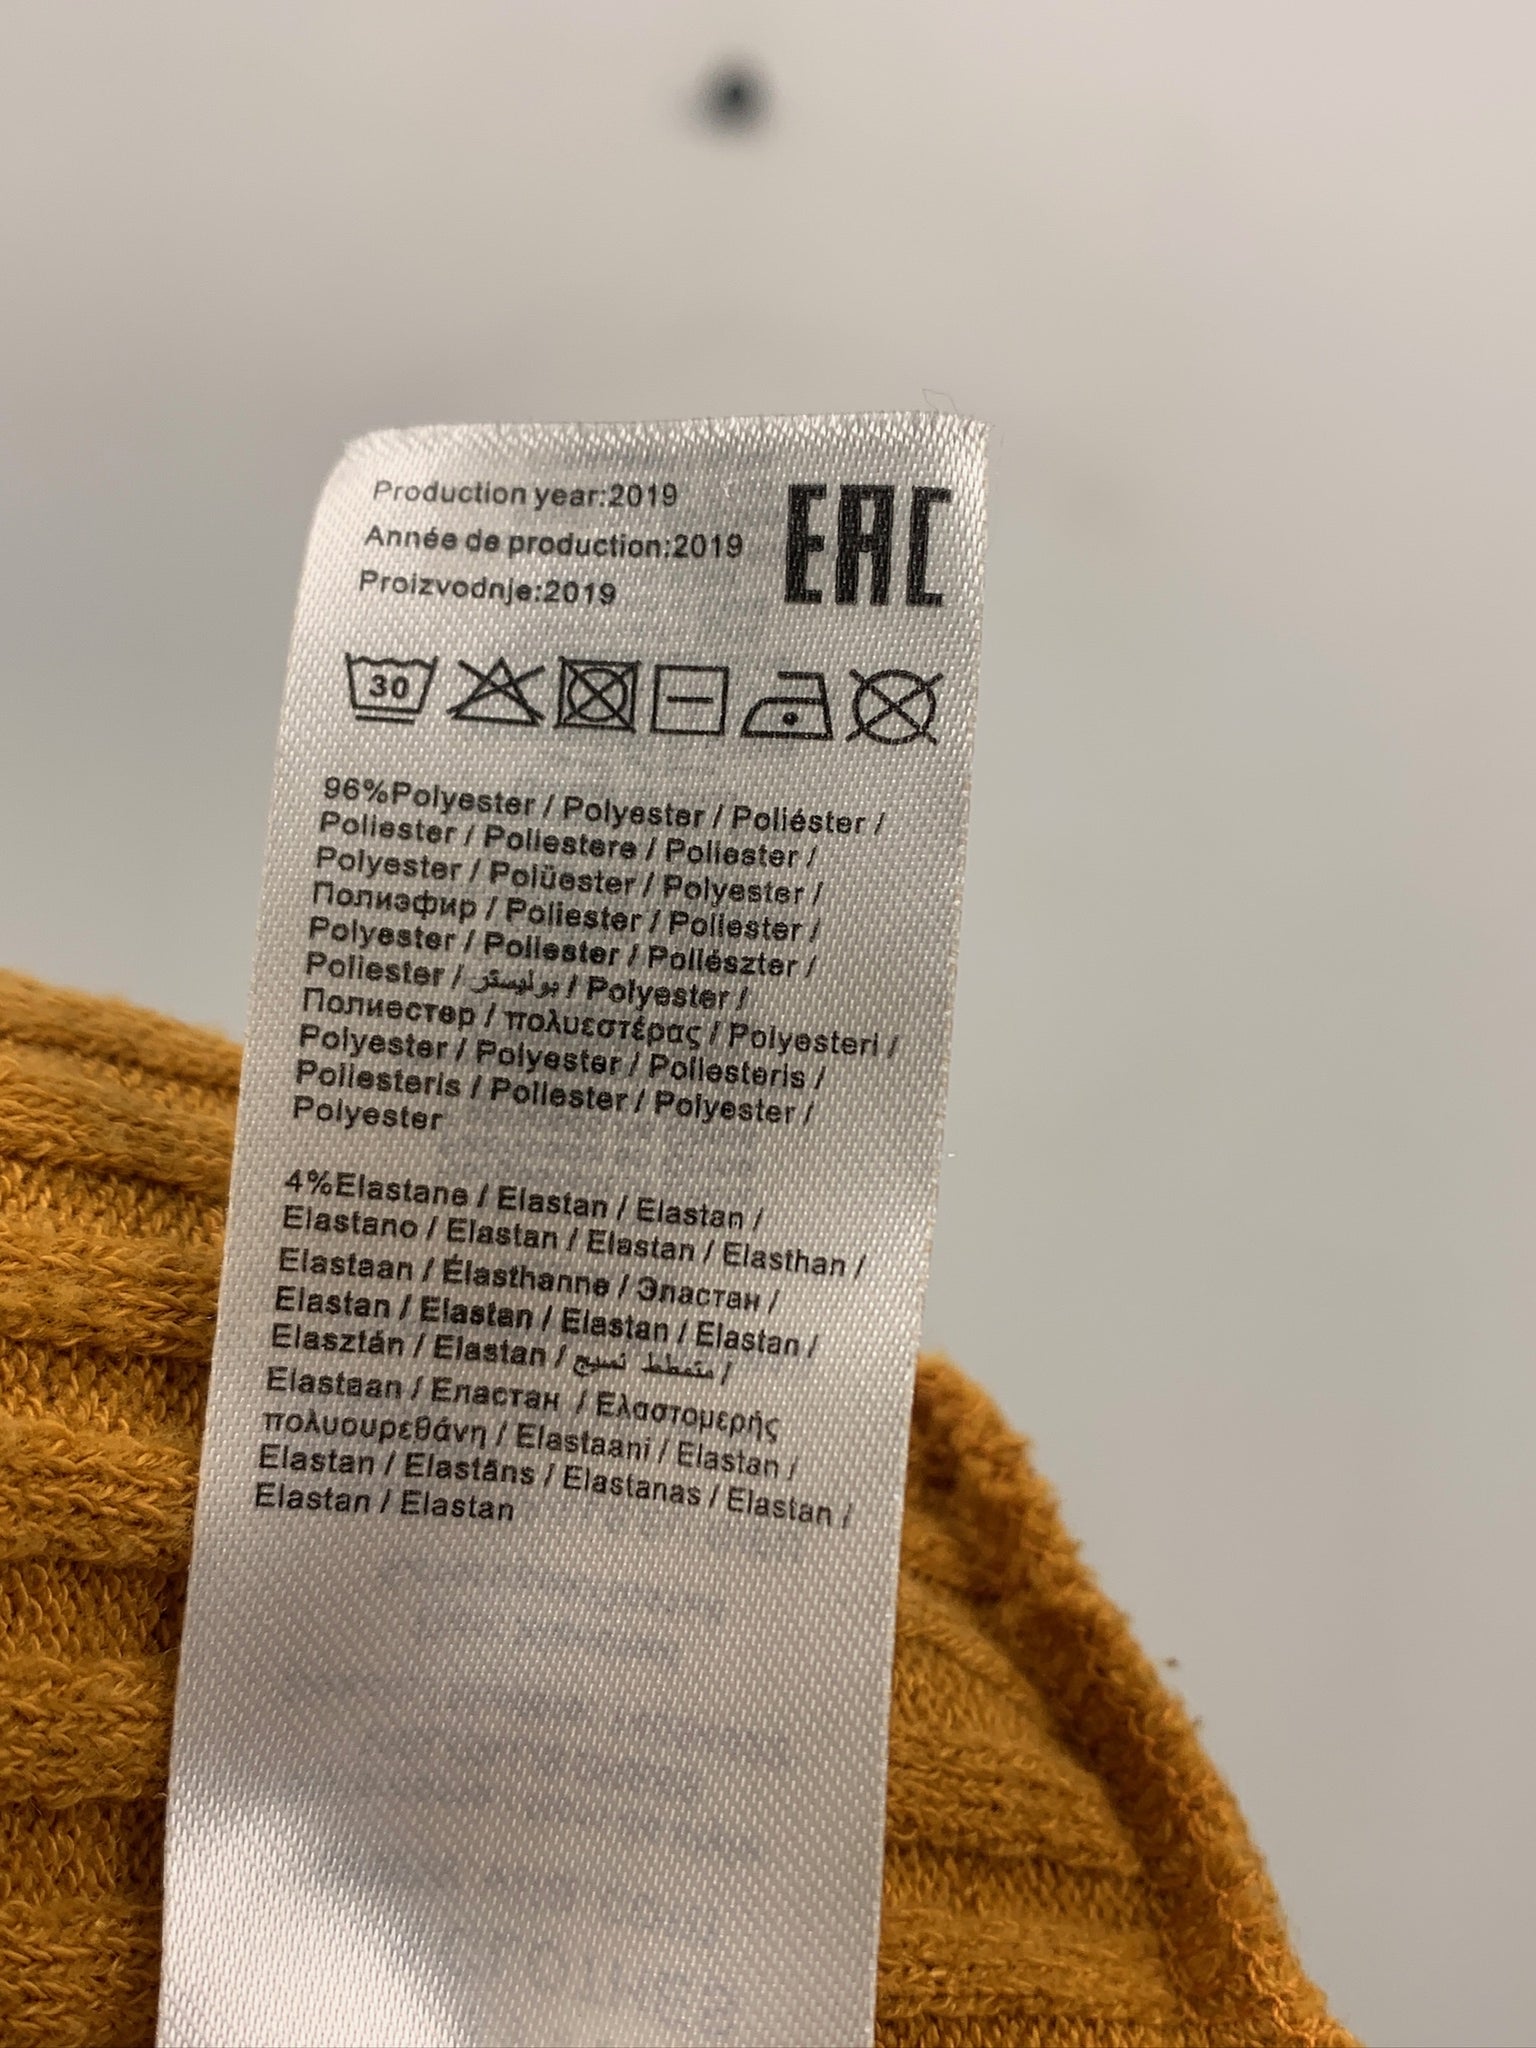 Production year:2019
Année de production:2019
Proizvodnje:2019
EAC
30
96%Polyester / Polyester / Poliéster /
Poliester / Poliestere / Poliester /
Polyester / Polüester / Polyester /
Полиэфир / Poliester / Poliester /
Polyester / Poliester / Poliészter /
Poliester / بوليستر / Polyester /
Полиестер / πολυεστέρας / Polyesteri /
Polyester / Polyester / Poliesteris /
Poliesteris / Poliester / Polyester /
Polyester
4%Elastane / Elastan / Elastan /
Elastano / Elastan / Elastan / Elasthan /
Elastaan / Élasthanne / Эластан /
Elastan / Elastan / Elastan / Elastan /
Elasztán / Elastan / متمطط نسيج /
Elastaan / Еластан / Ελαστομερής
πολυουρεθάνη / Elastaani / Elastan /
Elastan / Elastāns / Elastanas / Elastan /
Elastan / Elastan